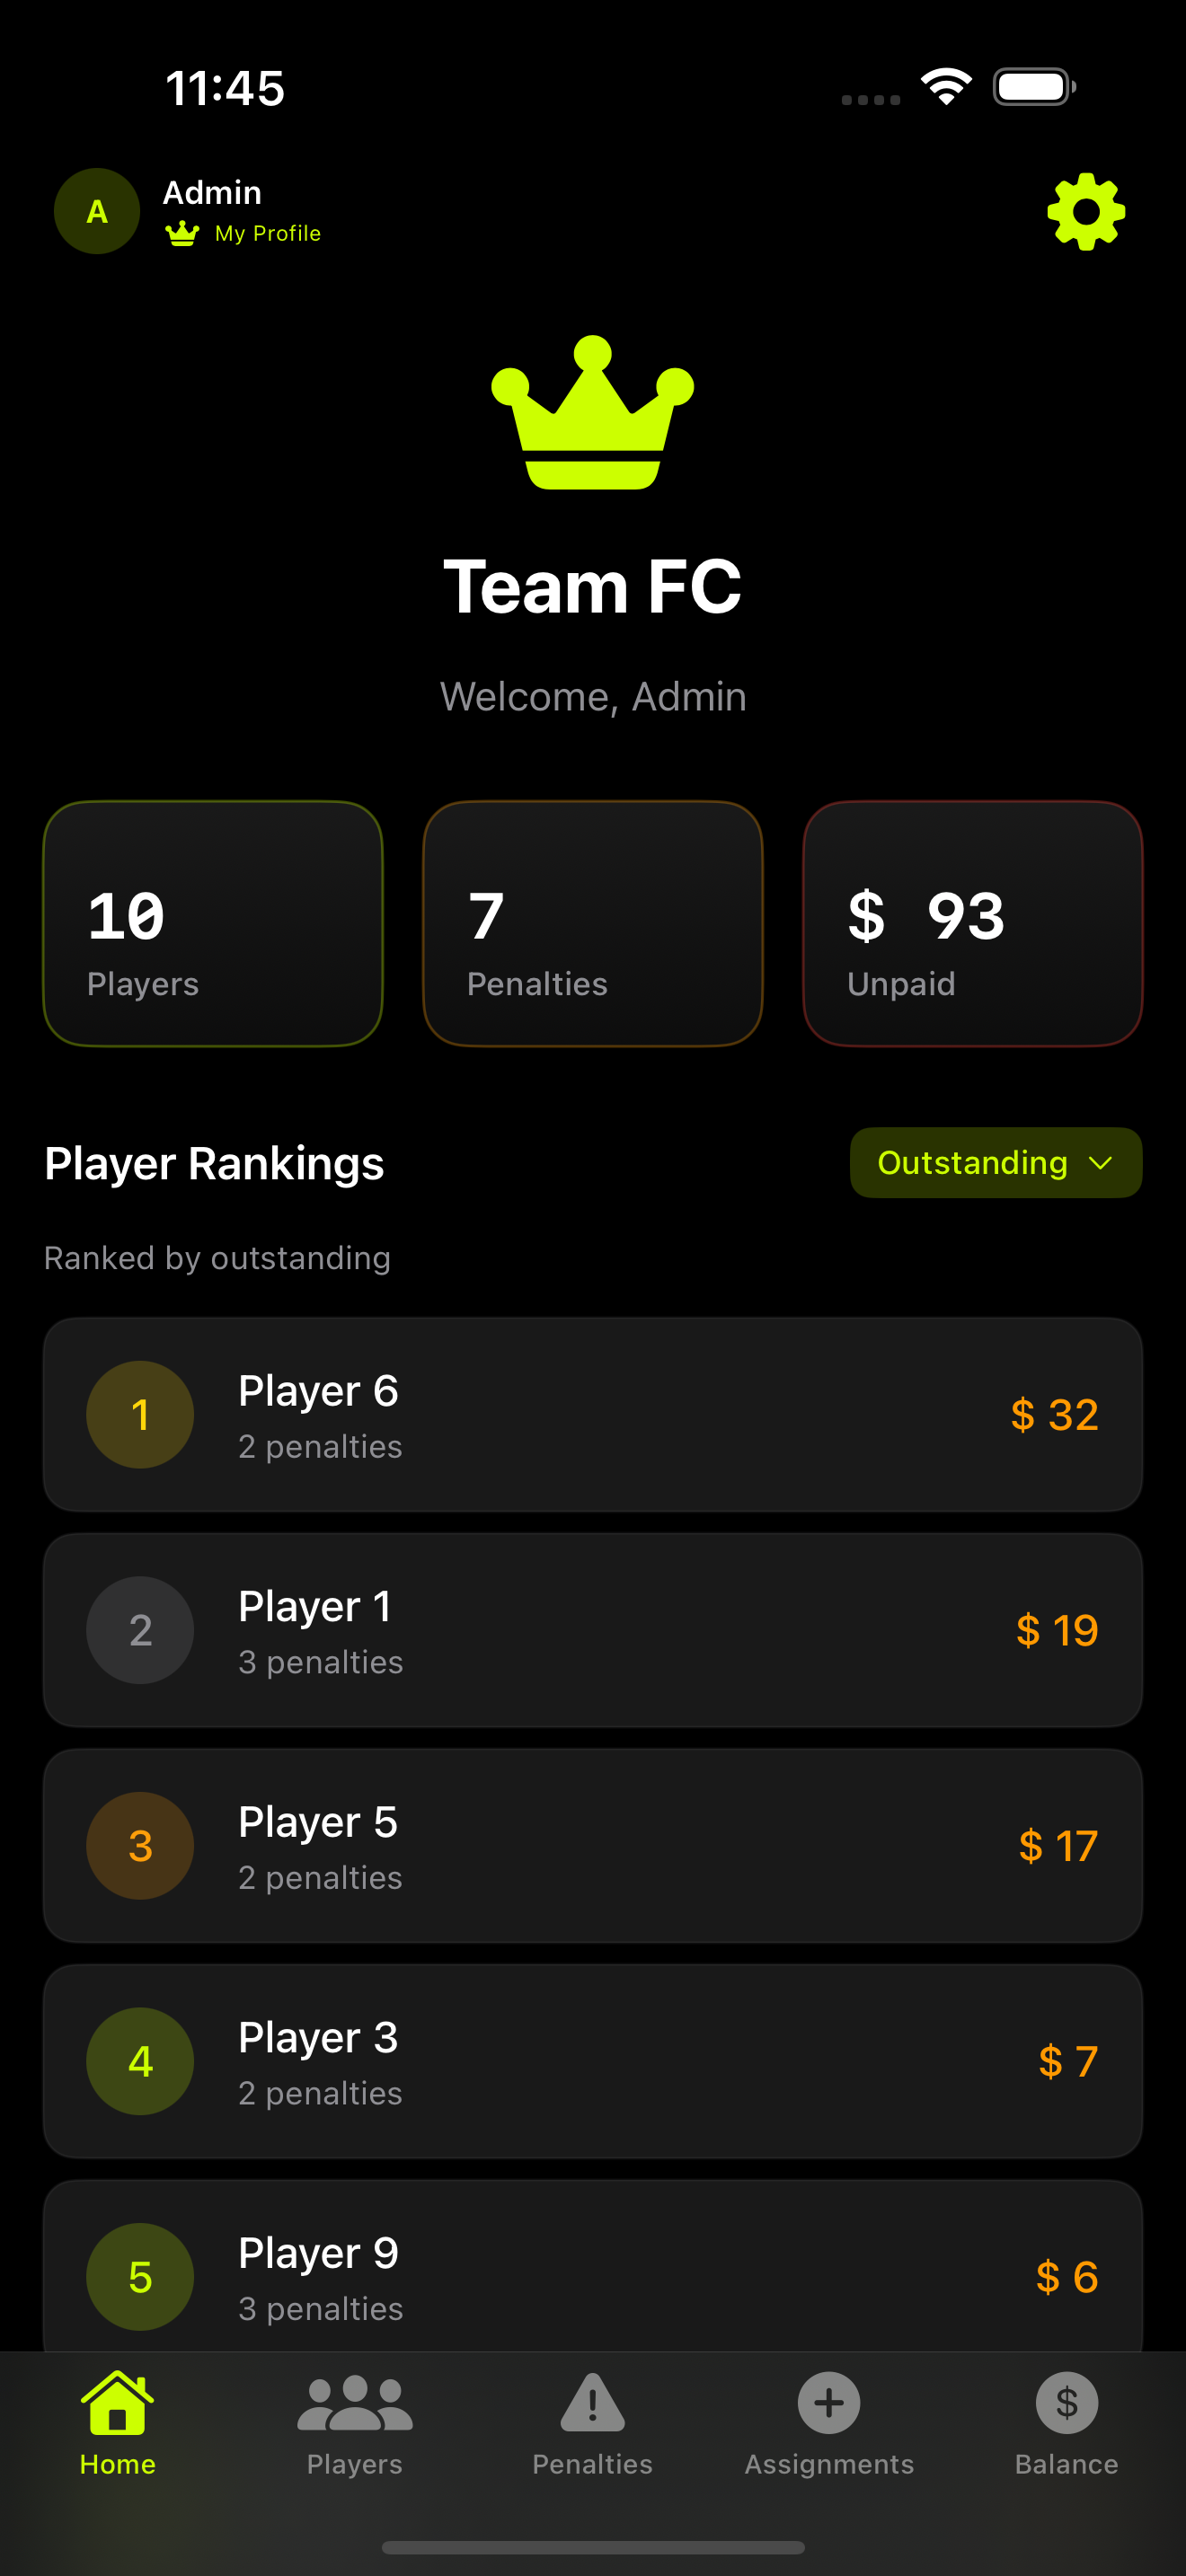 11:45
A
Admin
My Profile
Team FC
Welcome, Admin
10
Players
7
Penalties
$ 93
Unpaid
Player Rankings
Outstanding
Ranked by outstanding
1
Player 6
2 penalties
$ 32
2
Player 1
3 penalties
$ 19
3
Player 5
2 penalties
$ 17
4
Player 3
2 penalties
$ 7
5
Player 9
3 penalties
$ 6
Home
Players
Penalties
Assignments
$
Balance